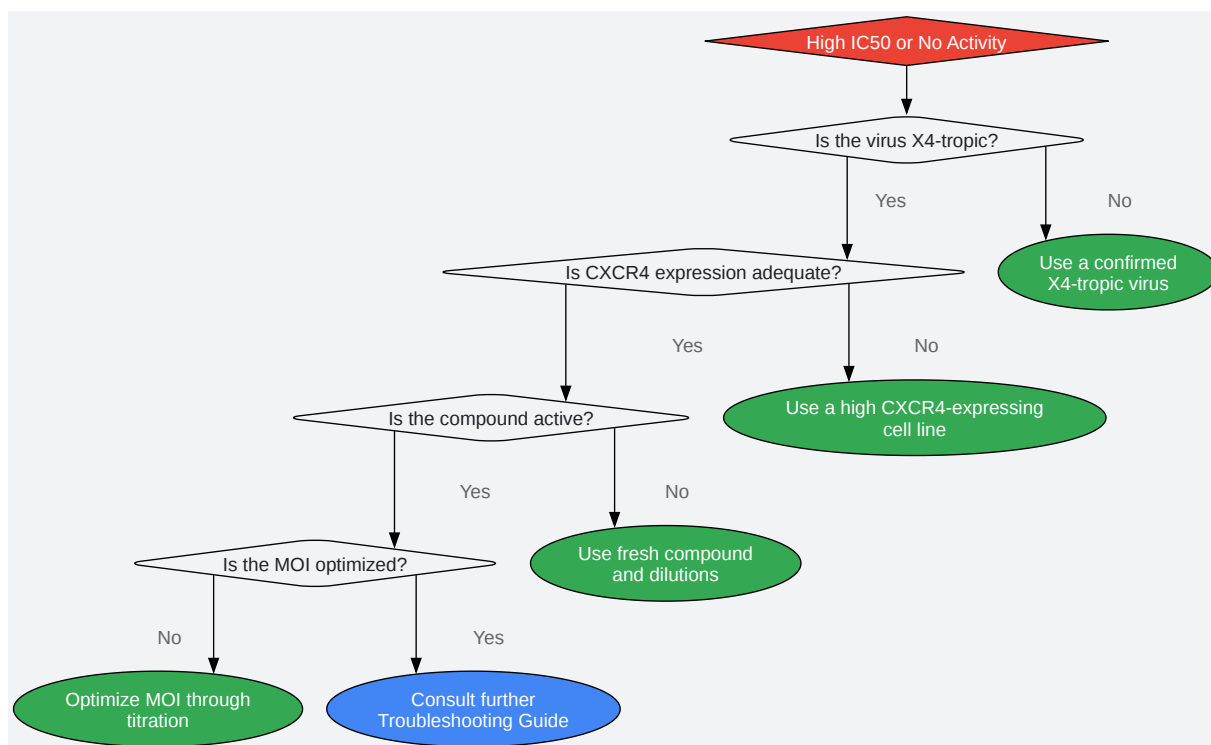 High IC50 or No Activity
Is the virus X4-tropic?
Yes
No
Is CXCR4 expression adequate?
Use a confirmed
X4-tropic virus
Yes
No
Is the compound active?
Use a high CXCR4-expressing
cell line
Yes
No
Is the MOI optimized?
Use fresh compound
and dilutions
No
Yes
Optimize MOI through
titration
Consult further
Troubleshooting Guide